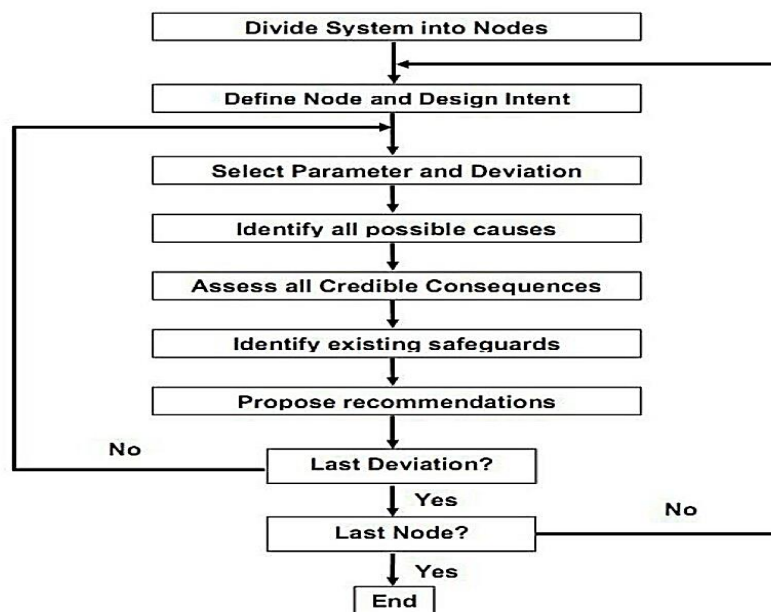 Divide System into Nodes
Define Node and Design Intent
Select Parameter and Deviation
Identify all possible causes
Assess all Credible Consequences
Identify existing safeguards
Propose recommendations
No
Last Deviation?
Yes
No
Last Node?
Yes
End